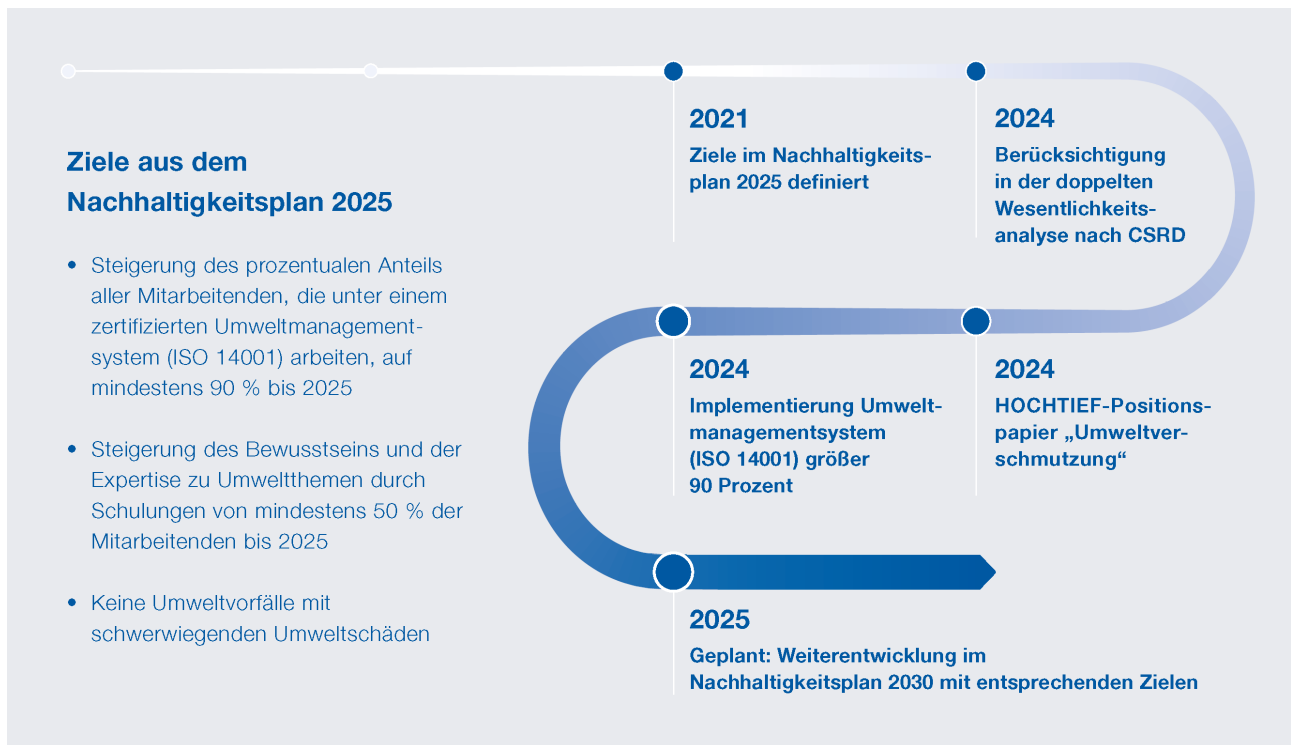 Ziele aus dem
Nachhaltigkeitsplan 2025
• Steigerung des prozentualen Anteils
aller Mitarbeitenden, die unter einem
zertifizierten Umweltmanagement-
system (ISO 14001) arbeiten, auf
mindestens 90 % bis 2025
• Steigerung des Bewusstseins und der
Expertise zu Umweltthemen durch
Schulungen von mindestens 50 % der
Mitarbeitenden bis 2025
• Keine Umweltvorfälle mit
schwerwiegenden Umweltschäden
2021
Ziele im Nachhaltigkeits-
plan 2025 definiert
2024
Berücksichtigung
in der doppelten
Wesentlichkeits-
analyse nach CSRD
2024
HOCHTIEF-Positions-
papier „Umweltver-
schmutzung“
2024
Implementierung Umwelt-
managementsystem
(ISO 14001) größer
90 Prozent
2025
Geplant: Weiterentwicklung im
Nachhaltigkeitsplan 2030 mit entsprechenden Zielen